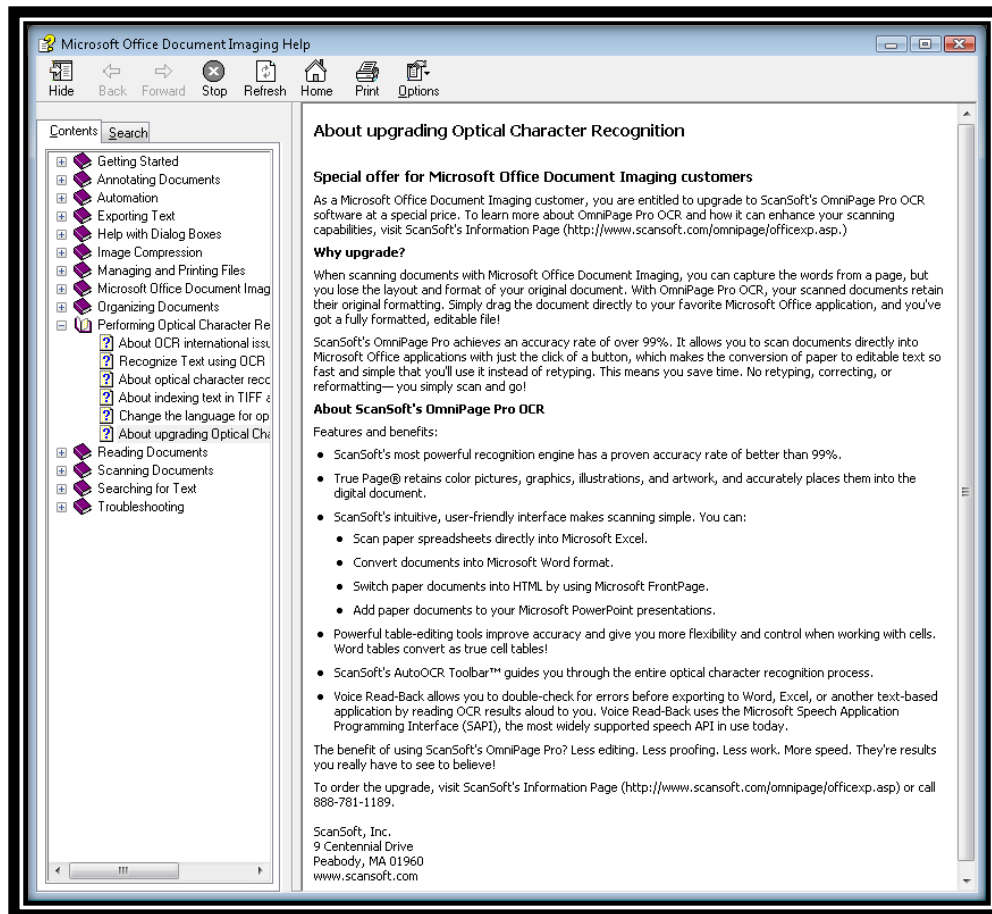 Microsoft Office Document Imaging Help
Hide Back Forward Stop Refresh Home Print Options
Contents Search
Getting Started
Annotating Documents
Automation
Exporting Text
Help with Dialog Boxes
Image Compression
Managing and Printing Files
Microsoft Office Document Imag
Organizing Documents
Performing Optical Character Re
About OCR international issu
Recognize Text using OCR
About optical character recc
About indexing text in TIFF a
Change the language for op
About upgrading Optical Cha
Reading Documents
Scanning Documents
Searching for Text
Troubleshooting
About upgrading Optical Character Recognition
Special offer for Microsoft Office Document Imaging customers
As a Microsoft Office Document Imaging customer, you are entitled to upgrade to ScanSoft's OmniPage Pro OCR
software at a special price. To learn more about OmniPage Pro OCR and how it can enhance your scanning
capabilities, visit ScanSoft's Information Page (http://www.scansoft.com/omnipage/officexp.asp.)
Why upgrade?
When scanning documents with Microsoft Office Document Imaging, you can capture the words from a page, but
you lose the layout and format of your original document. With OmniPage Pro OCR, your scanned documents retain
their original formatting. Simply drag the document directly to your favorite Microsoft Office application, and you've
got a fully formatted, editable file!
ScanSoft's OmniPage Pro achieves an accuracy rate of over 99%. It allows you to scan documents directly into
Microsoft Office applications with just the click of a button, which makes the conversion of paper to editable text so
fast and simple that you'll use it instead of retyping. This means you save time. No retyping, correcting, or
reformatting— you simply scan and go!
About ScanSoft's OmniPage Pro OCR
Features and benefits:
• ScanSoft's most powerful recognition engine has a proven accuracy rate of better than 99%.
• True Page® retains color pictures, graphics, illustrations, and artwork, and accurately places them into the
digital document.
• ScanSoft's intuitive, user-friendly interface makes scanning simple. You can:
• Scan paper spreadsheets directly into Microsoft Excel.
• Convert documents into Microsoft Word format.
• Switch paper documents into HTML by using Microsoft FrontPage.
• Add paper documents to your Microsoft PowerPoint presentations.
• Powerful table-editing tools improve accuracy and give you more flexibility and control when working with cells.
Word tables convert as true cell tables!
• ScanSoft's AutoOCR Toolbar™ guides you through the entire optical character recognition process.
• Voice Read-Back allows you to double-check for errors before exporting to Word, Excel, or another text-based
application by reading OCR results aloud to you. Voice Read-Back uses the Microsoft Speech Application
Programming Interface (SAPI), the most widely supported speech API in use today.
The benefit of using ScanSoft's OmniPage Pro? Less editing. Less proofing. Less work. More speed. They're results
you really have to see to believe!
To order the upgrade, visit ScanSoft's Information Page (http://www.scansoft.com/omnipage/officexp.asp) or call
888-781-1189.
ScanSoft, Inc.
9 Centennial Drive
Peabody, MA 01960
www.scansoft.com